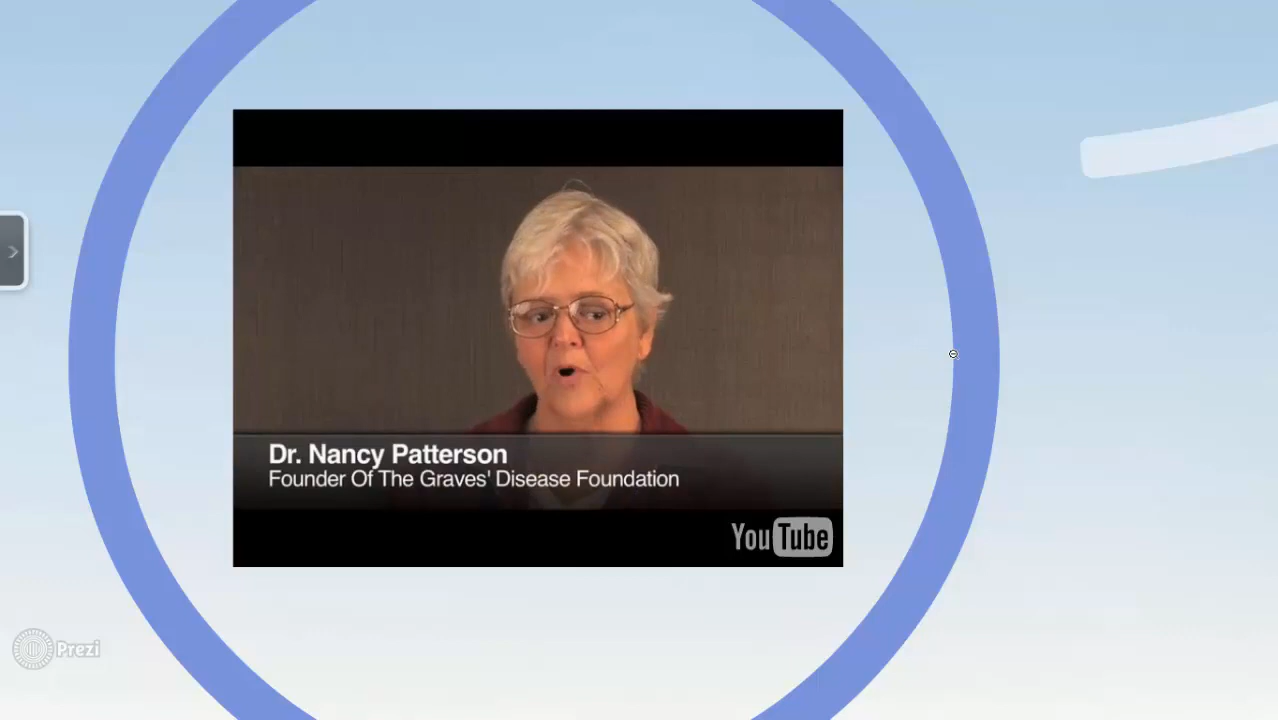 Dr. Nancy Patterson
Founder Of The Graves' Disease Foundation
YouTube
Prezi